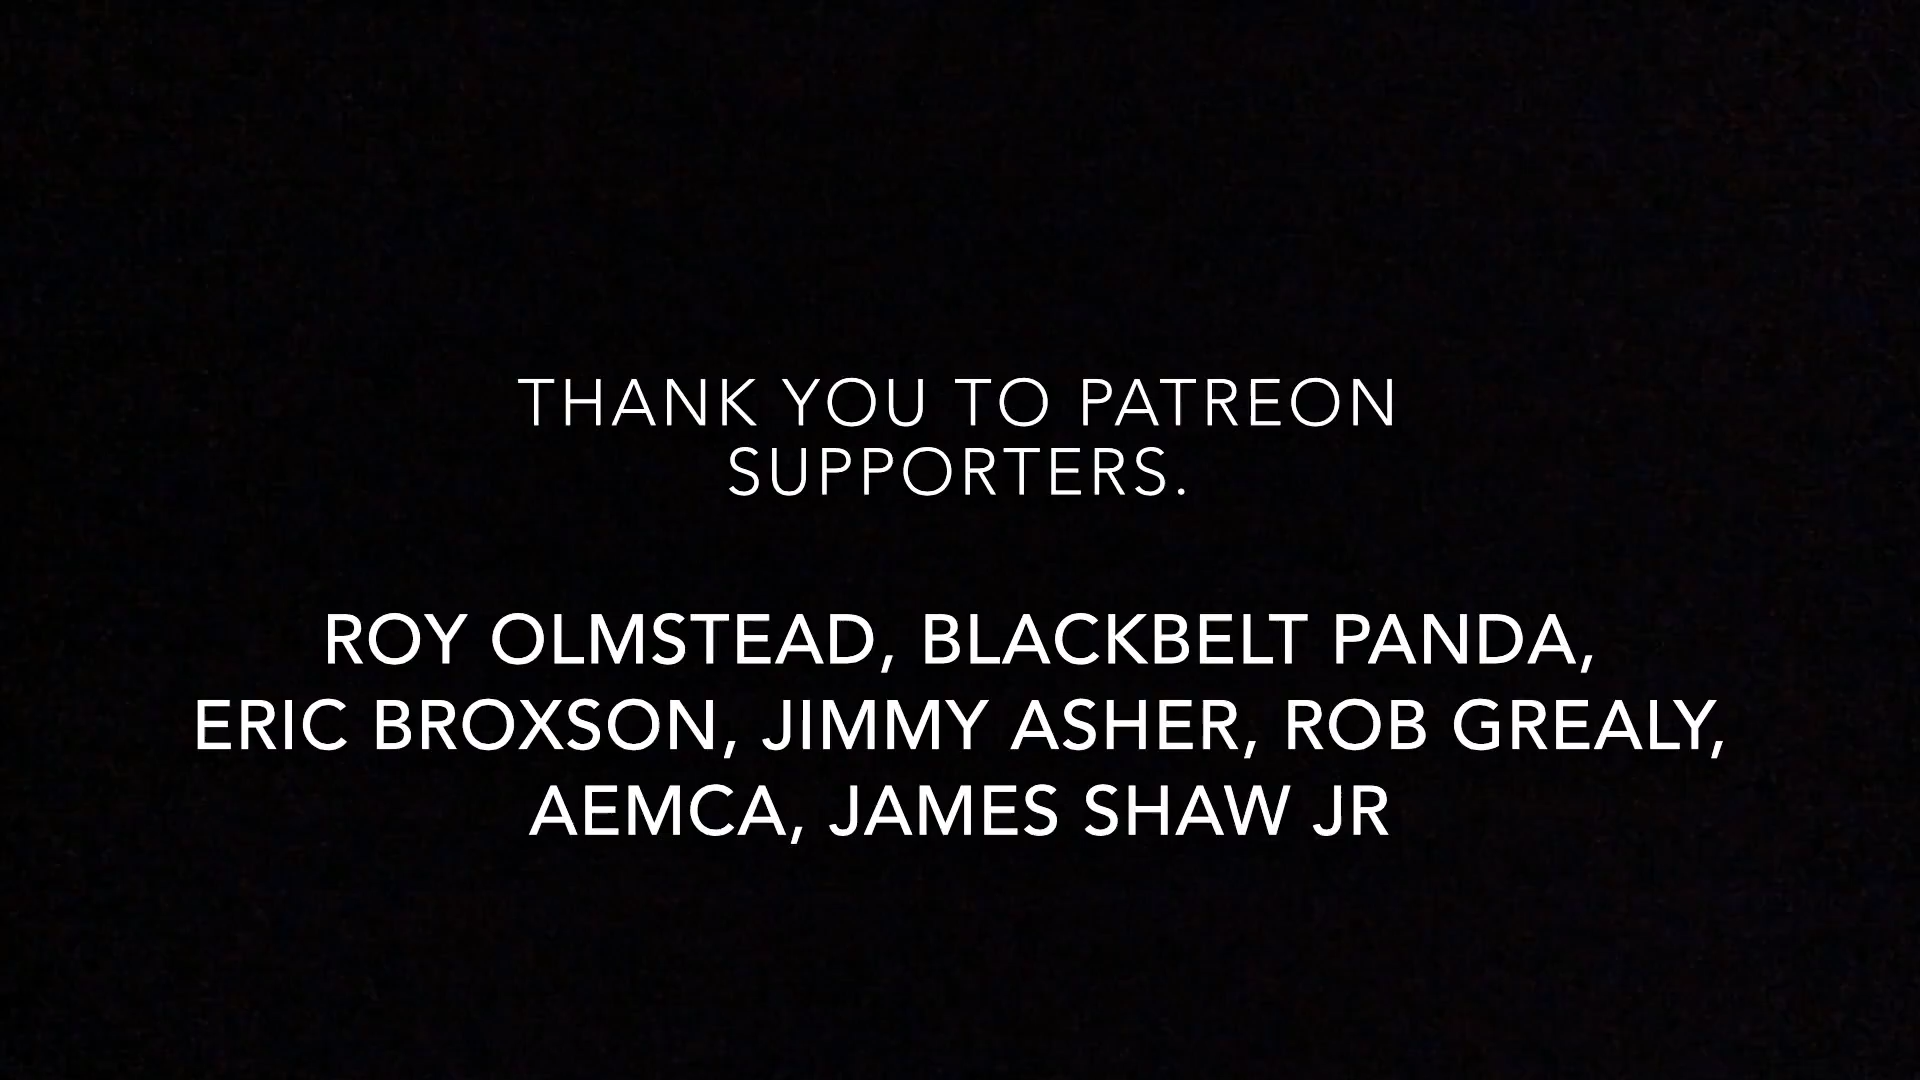 THANK YOU TO PATREON
SUPPORTERS.
ROY OLMSTEAD, BLACKBELT PANDA,
ERIC BROXSON, JIMMY ASHER, ROB GREALY,
AEMCA, JAMES SHAW JR